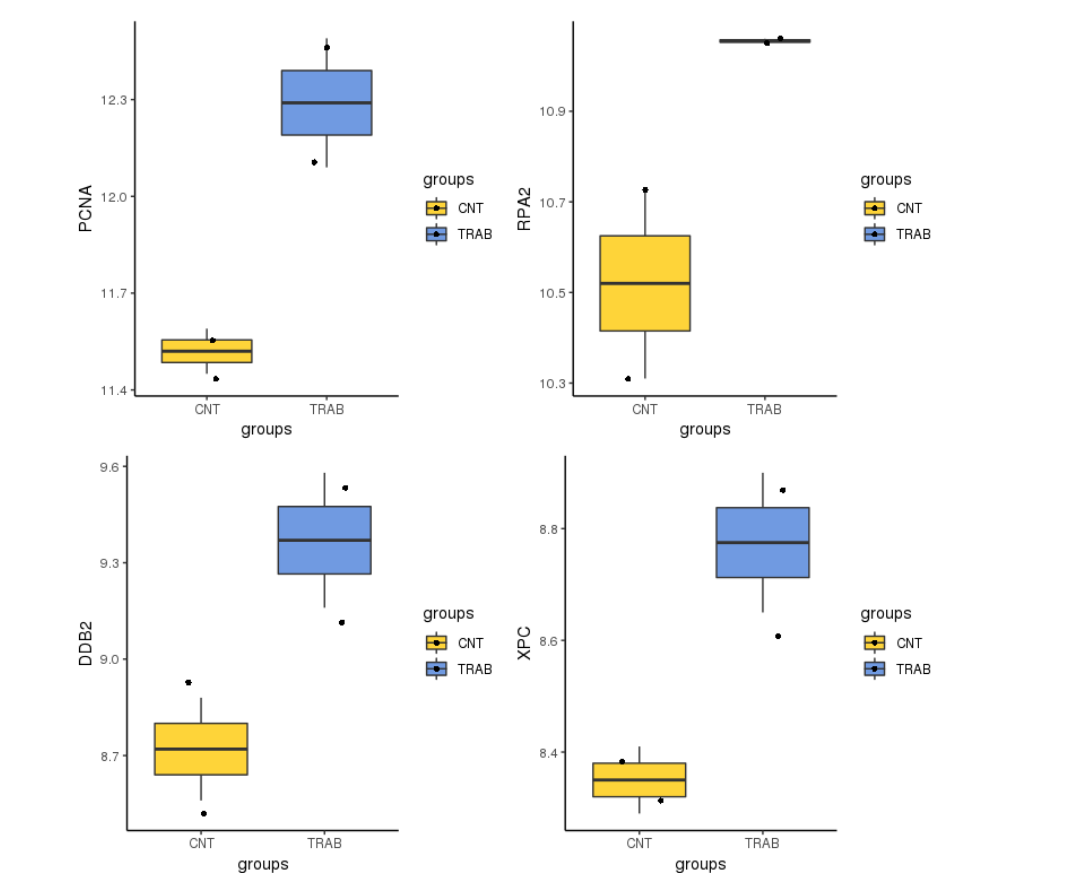 PCNA
12.3
12.0
11.7
11.4
CNT
TRAB
groups
groups
CNT
TRAB
RPA2
10.9
10.7
10.5
10.3
CNT
TRAB
groups
groups
CNT
TRAB
DDB2
9.6
9.3
9.0
8.7
CNT
TRAB
groups
groups
CNT
TRAB
XPC
8.8
8.6
8.4
CNT
TRAB
groups
groups
CNT
TRAB